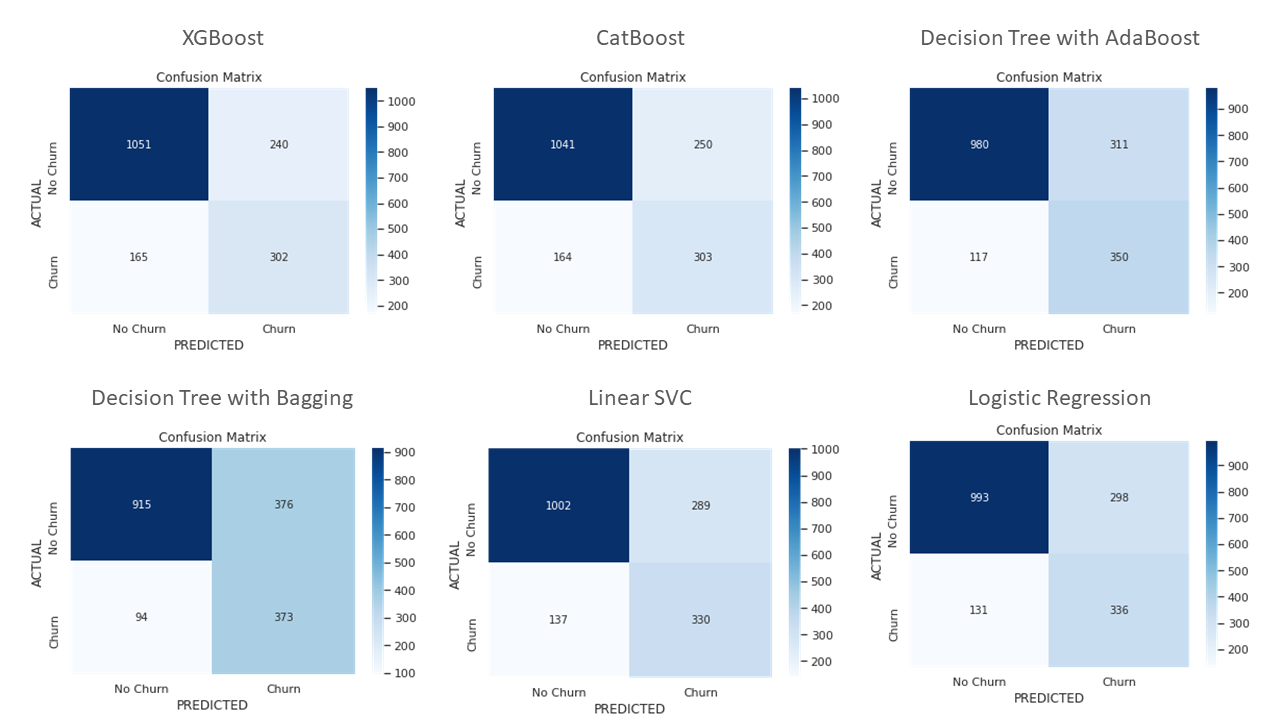 XGBoost
Confusion Matrix
ACTUAL
No Churn
Churn
1051 240
165 302
No Churn Churn
PREDICTED
1000
900
800
700
600
500
400
300
200
CatBoost
Confusion Matrix
ACTUAL
No Churn
Churn
1041 250
164 303
No Churn Churn
PREDICTED
1000
900
800
700
600
500
400
300
200
Decision Tree with AdaBoost
Confusion Matrix
ACTUAL
No Churn
Churn
980 311
117 350
No Churn Churn
PREDICTED
900
800
700
600
500
400
300
200
Decision Tree with Bagging
Confusion Matrix
ACTUAL
No Churn
Churn
915 376
94 373
No Churn Churn
PREDICTED
900
800
700
600
500
400
300
200
100
Linear SVC
Confusion Matrix
ACTUAL
No Churn
Churn
1002 289
137 330
No Churn Churn
PREDICTED
1000
900
800
700
600
500
400
300
200
Logistic Regression
Confusion Matrix
ACTUAL
No Churn
Churn
993 298
131 336
No Churn Churn
PREDICTED
900
800
700
600
500
400
300
200